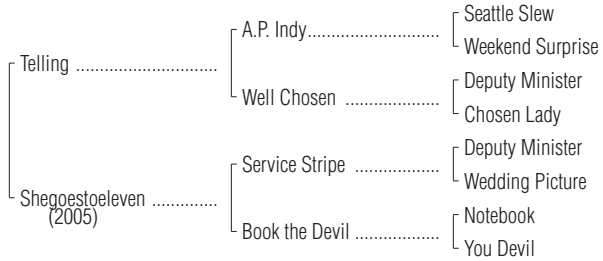 Seattle Slew
A.P. Indy.......................
Weekend Surprise
Telling .............................
Deputy Minister
Well Chosen ....................
Chosen Lady
Deputy Minister
Service Stripe ..................
Wedding Picture
Shegoestoeleven ..............
(2005)
Notebook
Book the Devil ..................
You Devil